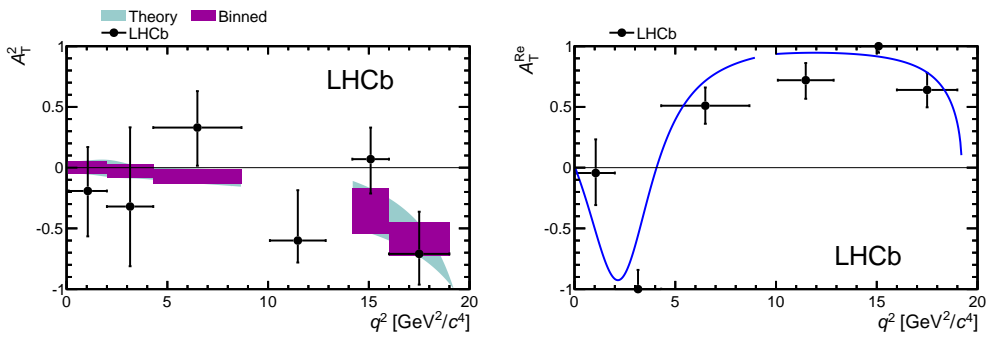 Theory Binned
LHCb
A_T^2
LHCb
1
0.5
0
-0.5
-1
0 5 10 15 20
q^2 [GeV^2/c^4]
LHCb
A_T^Re
1
0.5
0
-0.5
LHCb
-1
0 5 10 15 20
q^2 [GeV^2/c^4]